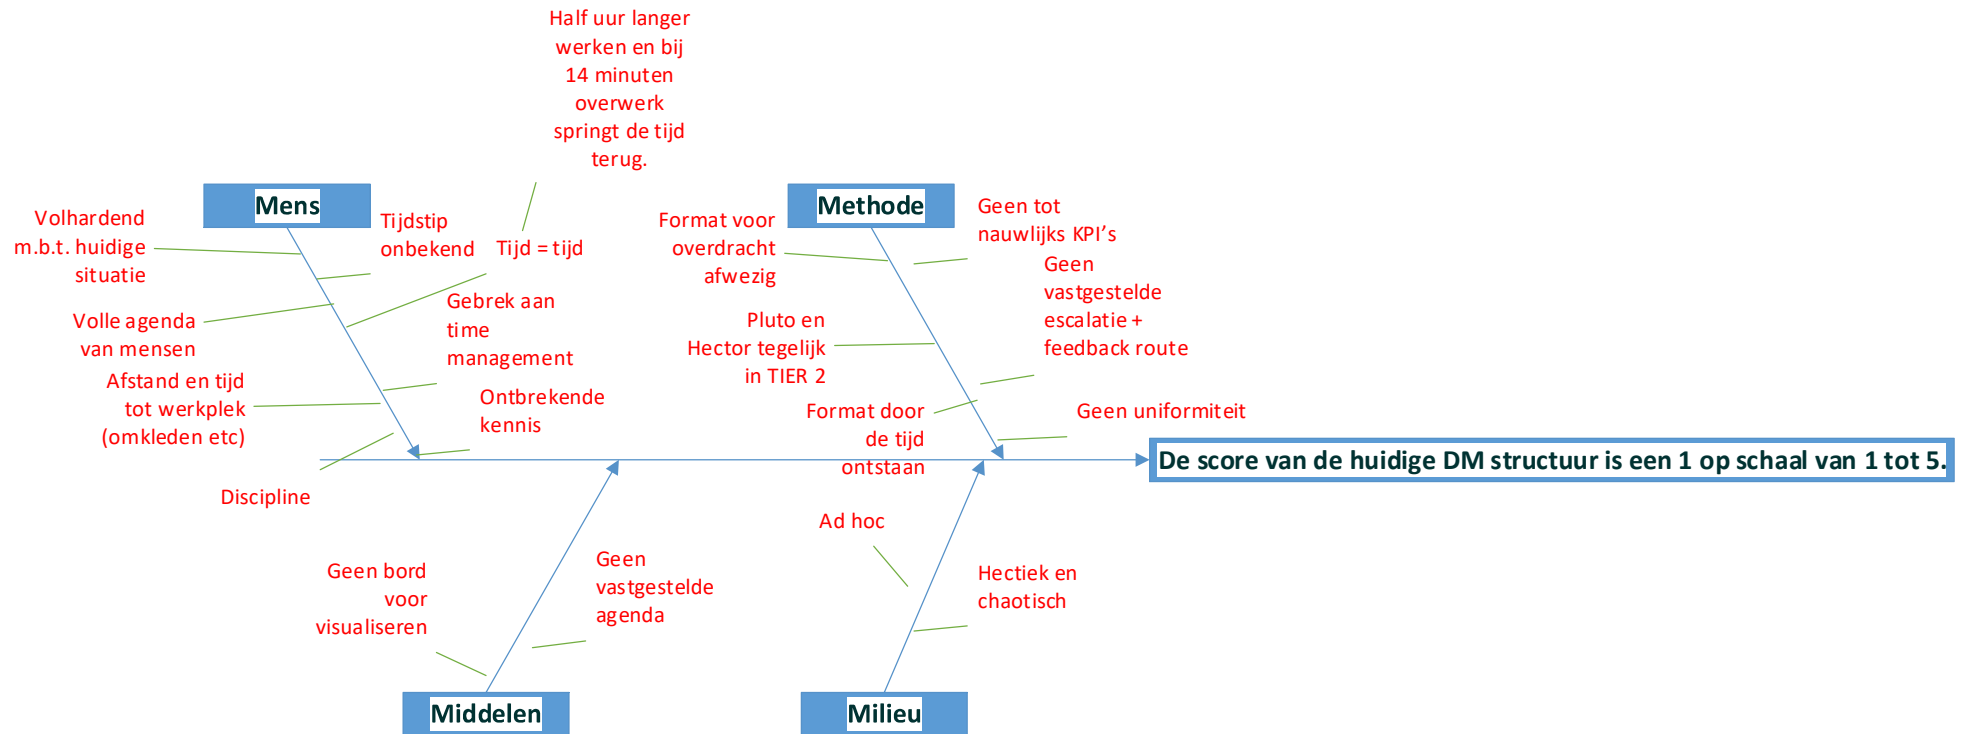 Half uur langer
werken en bij
14 minuten
overwerk
springt de tijd
terug.
Mens
Volhardend
m.b.t. huidige
situatie
Tijdstip
onbekend
Tijd = tijd
Volle agenda
van mensen
Gebrek aan
time
management
Afstand en tijd
tot werkplek
(omkleden etc)
Ontbrekende
kennis
Discipline
Methode
Format voor
overdracht
afwezig
Geen tot
nauwlijks KPI’s
Geen
vastgestelde
escalatie +
feedback route
Pluto en
Hector tegelijk
in TIER 2
Format door
de tijd
ontstaan
Geen uniformiteit
De score van de huidige DM structuur is een 1 op schaal van 1 tot 5.
Geen bord
voor
visualiseren
Geen
vastgestelde
agenda
Middelen
Ad hoc
Hectiek en
chaotisch
Milieu